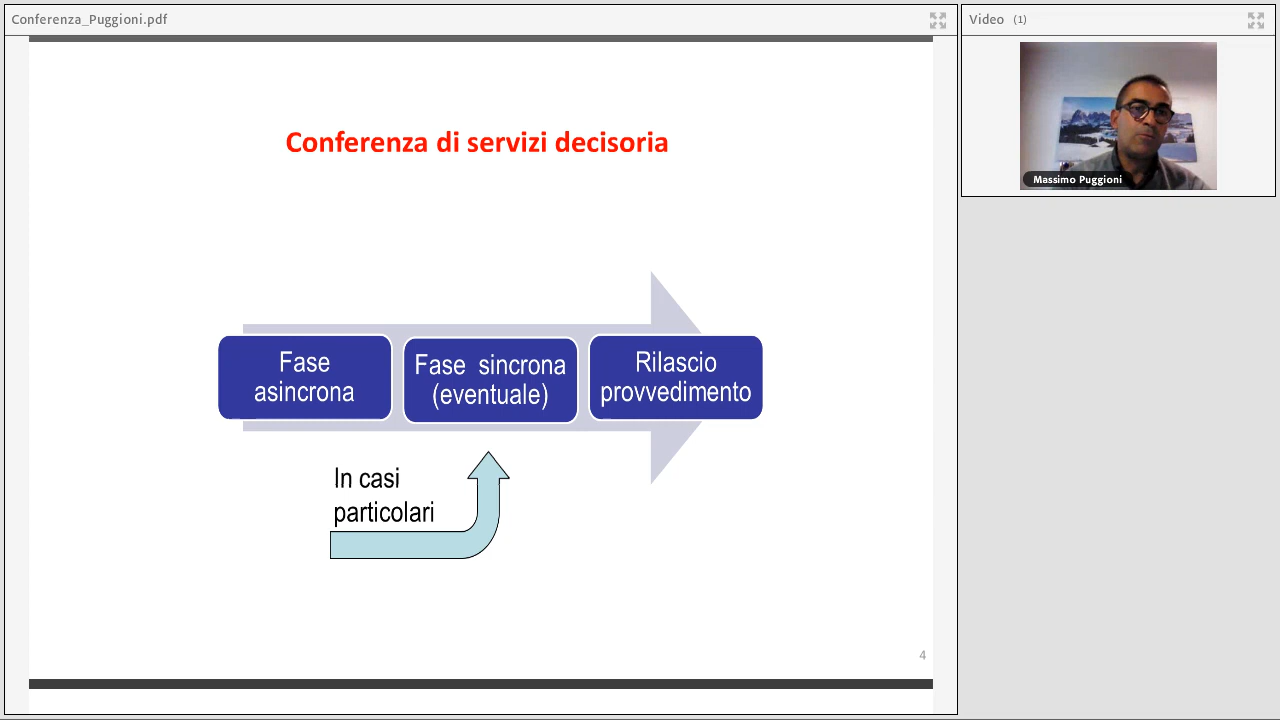 Conferenza_Puggioni.pdf
Video (1)
Massimo Puggioni
Conferenza di servizi decisoria
Fase
asincrona
Fase sincrona
(eventuale)
Rilascio
provvedimento
In casi
particolari
4